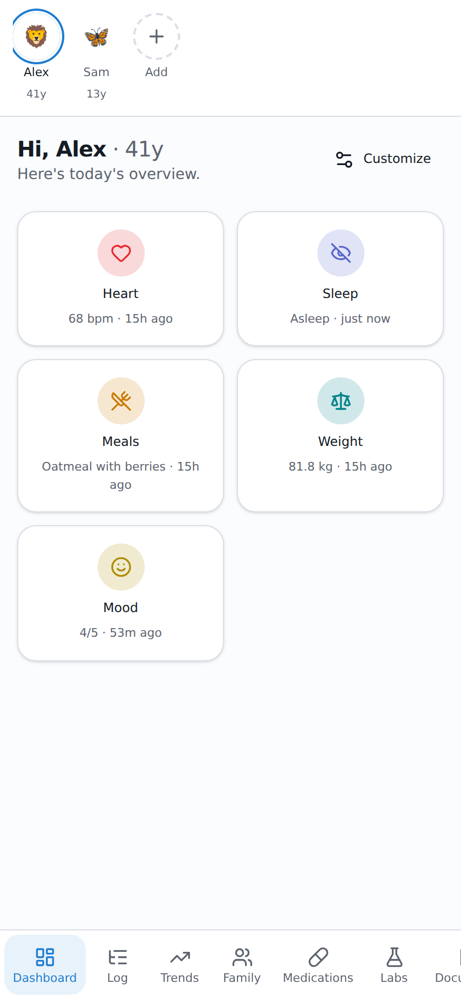 Alex
41y
Sam
13y
Add
Hi, Alex · 41y
Here's today's overview.
Customize
Heart
68 bpm · 15h ago
Sleep
Asleep · just now
Meals
Oatmeal with berries · 15h
ago
Weight
81.8 kg · 15h ago
Mood
4/5 · 53m ago
Dashboard
Log
Trends
Family
Medications
Labs
Docu